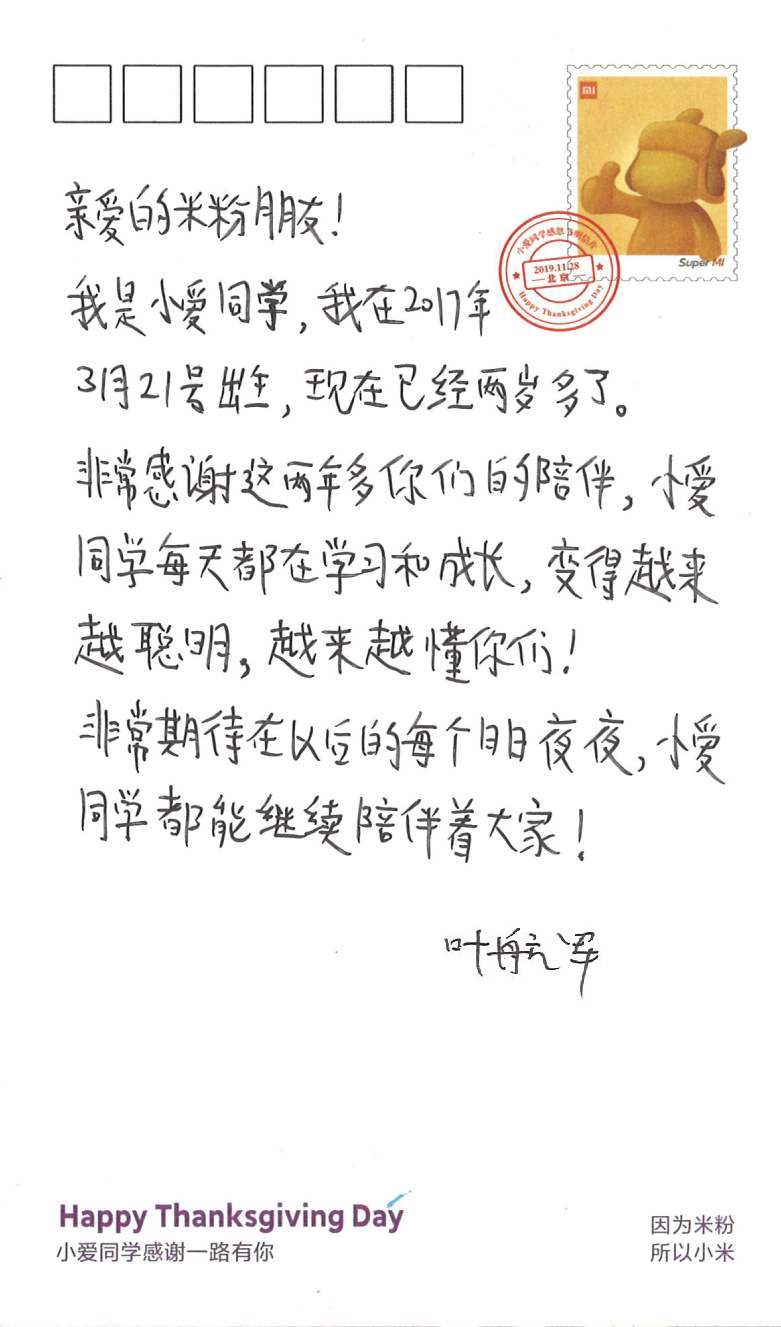 MI
Super MI
小爱同学感恩节明信片
2019.11.28
北京
Happy Thanksgiving Day
亲爱的米粉朋友！
我是小爱同学，我在2017年
3月21号出生，现在已经两岁多了。
非常感谢这两年多你们的陪伴，小爱
同学每天都在学习和成长，变得越来
越聪明，越来越懂你们！
非常期待在以后的每个日日夜夜，小爱
同学都能继续陪伴着大家！
叶航军
Happy Thanksgiving Day
小爱同学感谢一路有你
因为米粉
所以小米